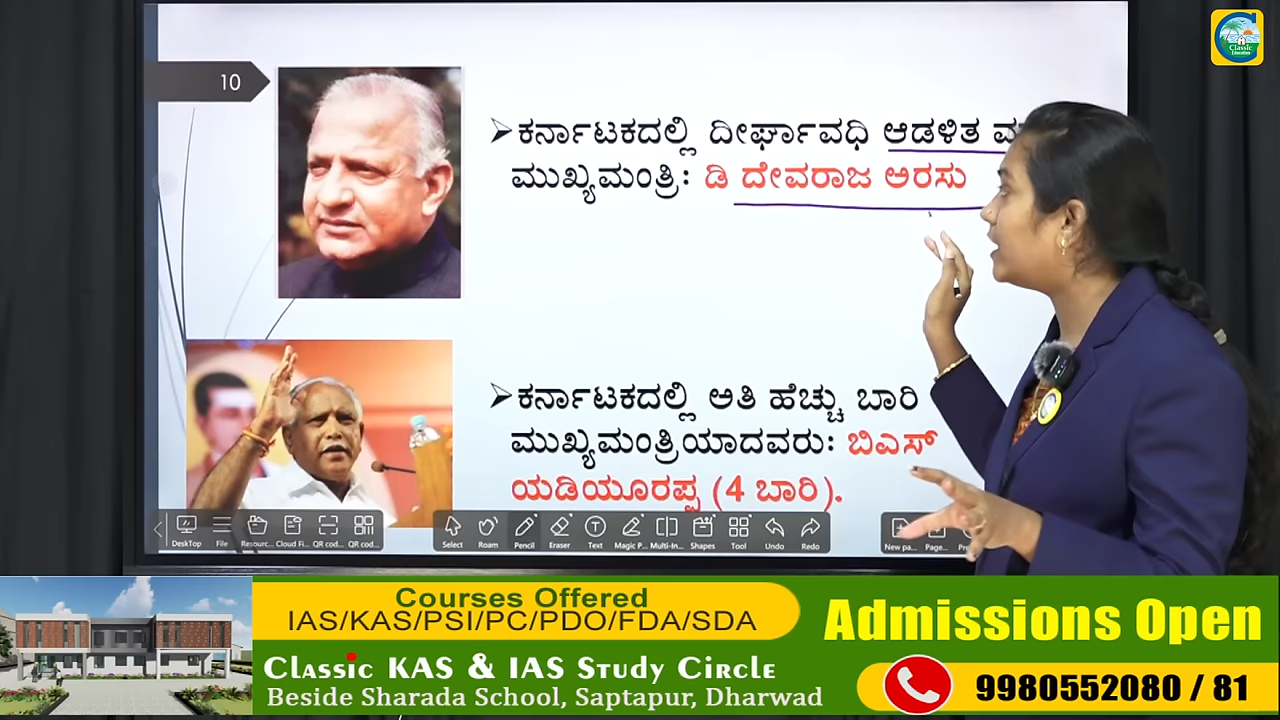 Classic
Education
10
➢ಕರ್ನಾಟಕದಲ್ಲಿ ದೀರ್ಘಾವಧಿ ಆಡಳಿತ
ಮುಖ್ಯಮಂತ್ರಿ: ಡಿ ದೇವರಾಜ ಅರಸು
➢ಕರ್ನಾಟಕದಲ್ಲಿ ಅತಿ ಹೆಚ್ಚು ಬಾರಿ
ಮುಖ್ಯಮಂತ್ರಿಯಾದವರು: ಬಿಎಸ್
ಯಡಿಯೂರಪ್ಪ (4 ಬಾರಿ).
DeskTop File Resourc... Cloud Fi... QR cod... QR cod... Select Roam Pencil Eraser Text Magic P... Multi-In... Shapes Tool Undo Redo New pa... Page...
Courses Offered
IAS/KAS/PSI/PC/PDO/FDA/SDA
Classic KAS & IAS Study Circle
Beside Sharada School, Saptapur, Dharwad
Admissions Open
9980552080 / 81